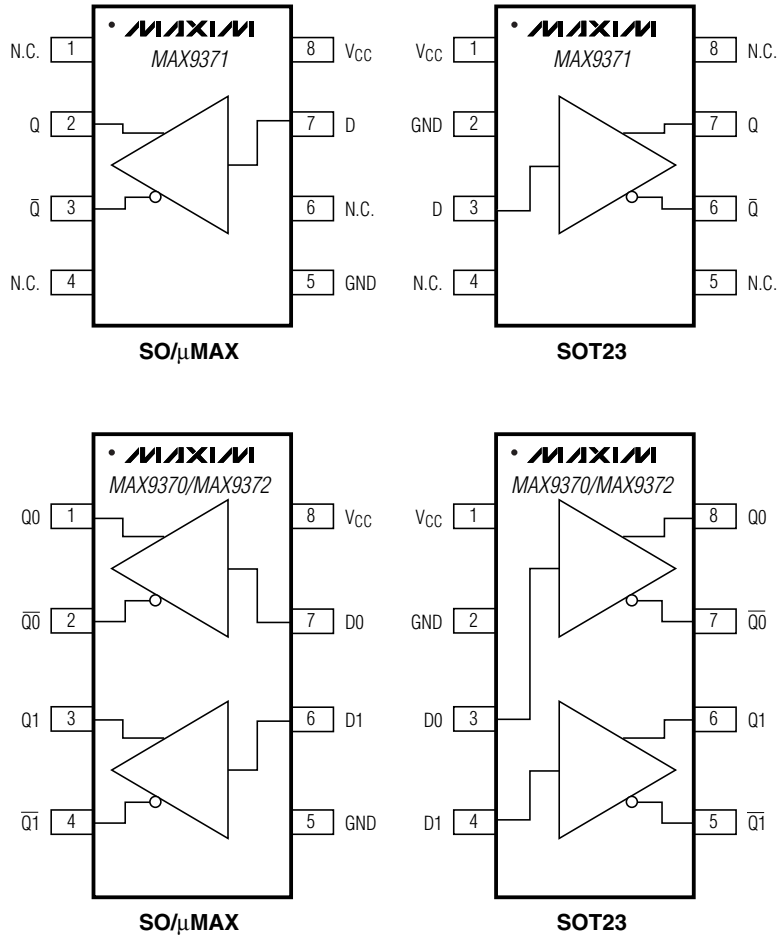 MAXIM
MAX9371
N.C. 1
8 VCC
Q 2
7 D
Q̅ 3
6 N.C.
N.C. 4
5 GND
SO/μMAX
MAXIM
MAX9371
VCC 1
8 N.C.
GND 2
7 Q
D 3
6 Q̅
N.C. 4
5 N.C.
SOT23
MAXIM
MAX9370/MAX9372
Q0 1
8 VCC
Q̅0̅ 2
7 D0
Q1 3
6 D1
Q̅1̅ 4
5 GND
SO/μMAX
MAXIM
MAX9370/MAX9372
VCC 1
8 Q0
GND 2
7 Q̅0̅
D0 3
6 Q1
D1 4
5 Q̅1̅
SOT23